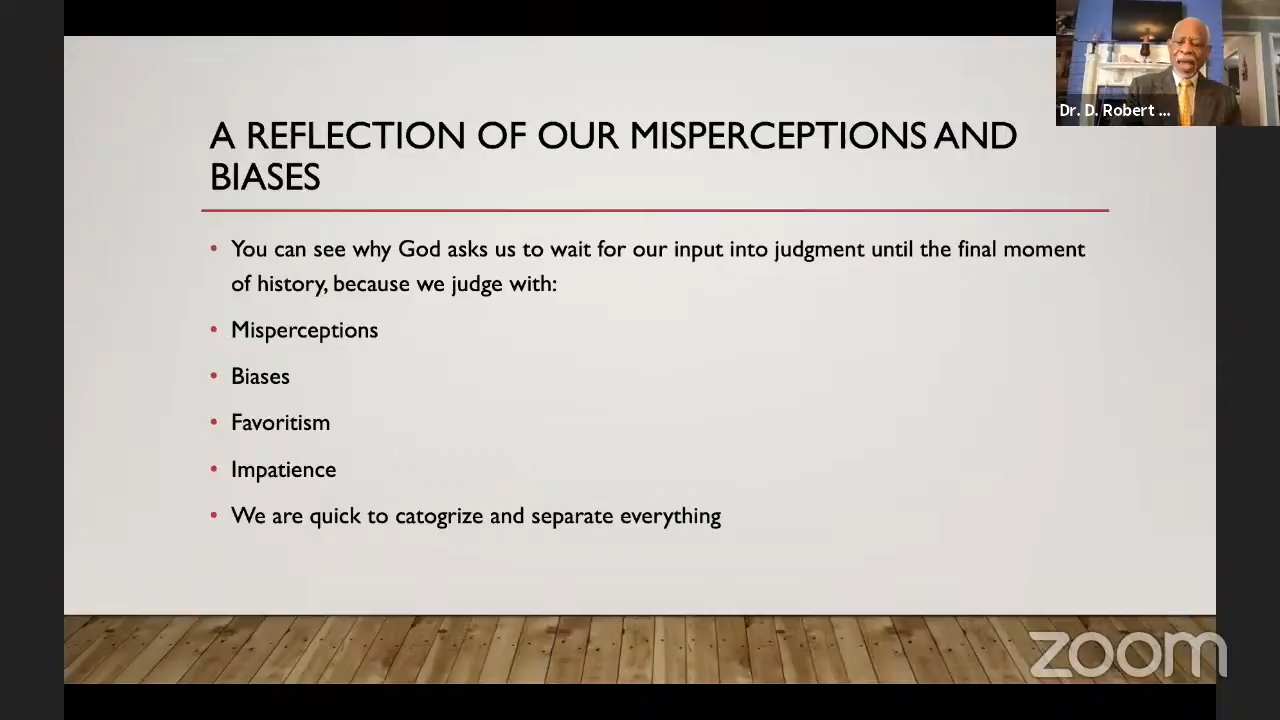 A REFLECTION OF OUR MISPERCEPTIONS AND
BIASES
• You can see why God asks us to wait for our input into judgment until the final moment
of history, because we judge with:
• Misperceptions
• Biases
• Favoritism
• Impatience
• We are quick to catogrize and separate everything
Dr. D. Robert ...
zoom